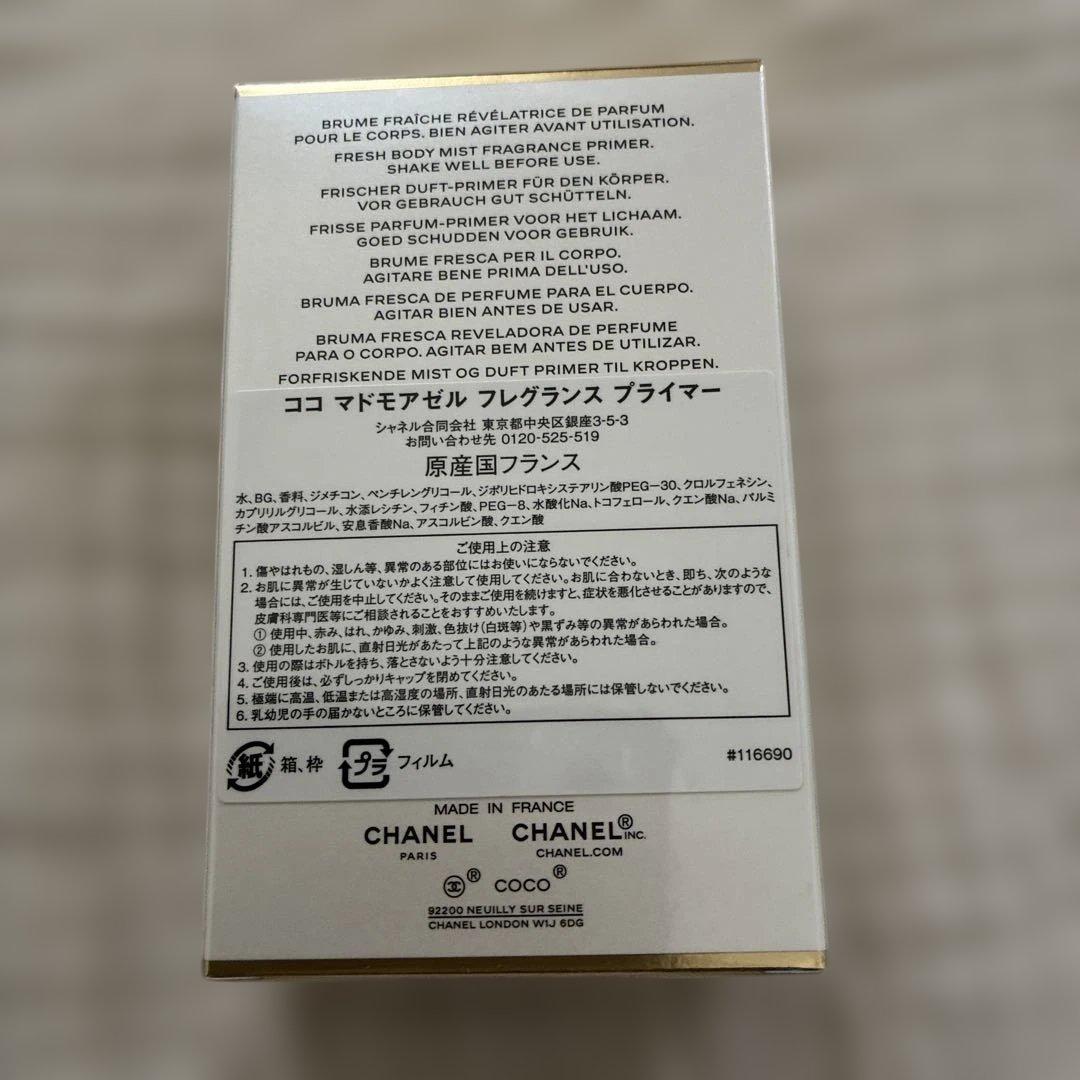 BRUME FRAÎCHE RÉVÉLATRICE DE PARFUM
POUR LE CORPS. BIEN AGITER AVANT UTILISATION.
FRESH BODY MIST FRAGRANCE PRIMER.
SHAKE WELL BEFORE USE.
FRISCHER DUFT-PRIMER FÜR DEN KÖRPER.
VOR GEBRAUCH GUT SCHÜTTELN.
FRISSE PARFUM-PRIMER VOOR HET LICHAAM.
GOED SCHUDDEN VOOR GEBRUIK.
BRUME FRESCA PER IL CORPO.
AGITARE BENE PRIMA DELL'USO.
BRUMA FRESCA DE PERFUME PARA EL CUERPO.
AGITAR BIEN ANTES DE USAR.
BRUMA FRESCA REVELADORA DE PERFUME
PARA O CORPO. AGITAR BEM ANTES DE UTILIZAR.
FORFRISKENDE MIST OG DUFT PRIMER TIL KROPPEN.
ココ マドモアゼル フレグランス プライマー
シャネル合同会社 東京都中央区銀座3-5-3
お問い合わせ先 0120-525-519
原産国フランス
水、BG、香料、ジメチコン、ペンチレングリコール、ジポリヒドロキシステアリン酸PEG-30、クロルフェネシン、
カプリリルグリコール、水添レシチン、フィチン酸、PEG-8、水酸化Na、トコフェロール、クエン酸Na、パルミ
チン酸アスコルビル、安息香酸Na、アスコルビン酸、クエン酸
ご使用上の注意
1. 傷やはれもの、湿しん等、異常のある部位にはお使いにならないでください。
2. お肌に異常が生じていないかよく注意して使用してください。お肌に合わないとき、即ち、次のような
場合には、ご使用を中止してください。そのままご使用を続けますと、症状を悪化させることがありますので、
皮膚科専門医等にご相談されることをおすすめいたします。
① 使用中、赤み、はれ、かゆみ、刺激、色抜け(白斑等)や黒ずみ等の異常があらわれた場合。
② 使用したお肌に、直射日光があたって上記のような異常があらわれた場合。
3. 使用の際はボトルを持ち、落とさないよう十分注意してください。
4. ご使用後は、必ずしっかりキャップを閉めてください。
5. 極端に高温、低温または高湿度の場所、直射日光のあたる場所には保管しないでください。
6. 乳幼児の手の届かないところに保管してください。
紙 箱、枠 プラ フィルム #116690
MADE IN FRANCE
CHANEL CHANEL® INC.
PARIS CHANEL.COM
® COCO®
92200 NEUILLY SUR SEINE
CHANEL LONDON W1J 6DG